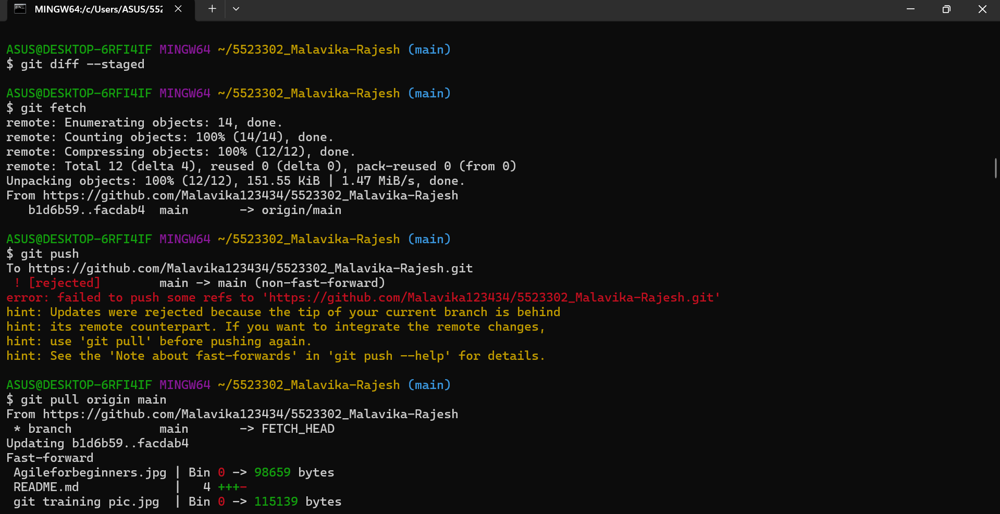 MINGW64:/c/Users/ASUS/552
ASUS@DESKTOP-6RFI4IF MINGW64 ~/5523302_Malavika-Rajesh (main)
$ git diff --staged
ASUS@DESKTOP-6RFI4IF MINGW64 ~/5523302_Malavika-Rajesh (main)
$ git fetch
remote: Enumerating objects: 14, done.
remote: Counting objects: 100% (14/14), done.
remote: Compressing objects: 100% (12/12), done.
remote: Total 12 (delta 4), reused 0 (delta 0), pack-reused 0 (from 0)
Unpacking objects: 100% (12/12), 151.55 KiB | 1.47 MiB/s, done.
From https://github.com/Malavika123434/5523302_Malavika-Rajesh
   b1d6b59..facdab4  main       -> origin/main
ASUS@DESKTOP-6RFI4IF MINGW64 ~/5523302_Malavika-Rajesh (main)
$ git push
To https://github.com/Malavika123434/5523302_Malavika-Rajesh.git
 ! [rejected]        main -> main (non-fast-forward)
error: failed to push some refs to 'https://github.com/Malavika123434/5523302_Malavika-Rajesh.git'
hint: Updates were rejected because the tip of your current branch is behind
hint: its remote counterpart. If you want to integrate the remote changes,
hint: use 'git pull' before pushing again.
hint: See the 'Note about fast-forwards' in 'git push --help' for details.
ASUS@DESKTOP-6RFI4IF MINGW64 ~/5523302_Malavika-Rajesh (main)
$ git pull origin main
From https://github.com/Malavika123434/5523302_Malavika-Rajesh
 * branch            main       -> FETCH_HEAD
Updating b1d6b59..facdab4
Fast-forward
 Agileforbeginners.jpg | Bin 0 -> 98659 bytes
 README.md             |   4 +++-
 git training pic.jpg  | Bin 0 -> 115139 bytes